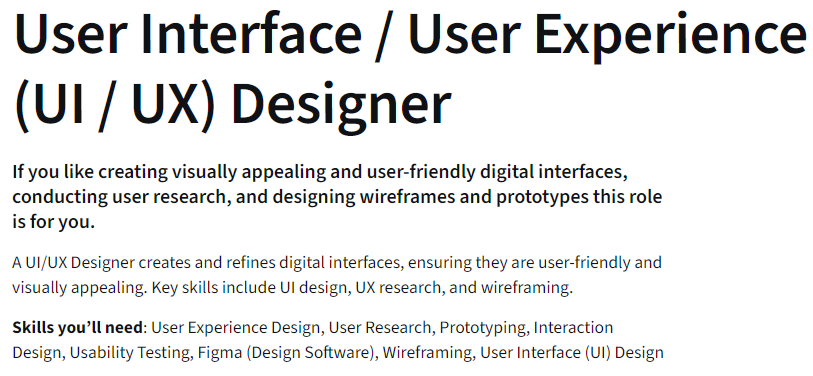 User Interface / User Experience
(UI / UX) Designer
If you like creating visually appealing and user-friendly digital interfaces,
conducting user research, and designing wireframes and prototypes this role
is for you.
A UI/UX Designer creates and refines digital interfaces, ensuring they are user-friendly and
visually appealing. Key skills include UI design, UX research, and wireframing.
Skills you’ll need: User Experience Design, User Research, Prototyping, Interaction
Design, Usability Testing, Figma (Design Software), Wireframing, User Interface (UI) Design